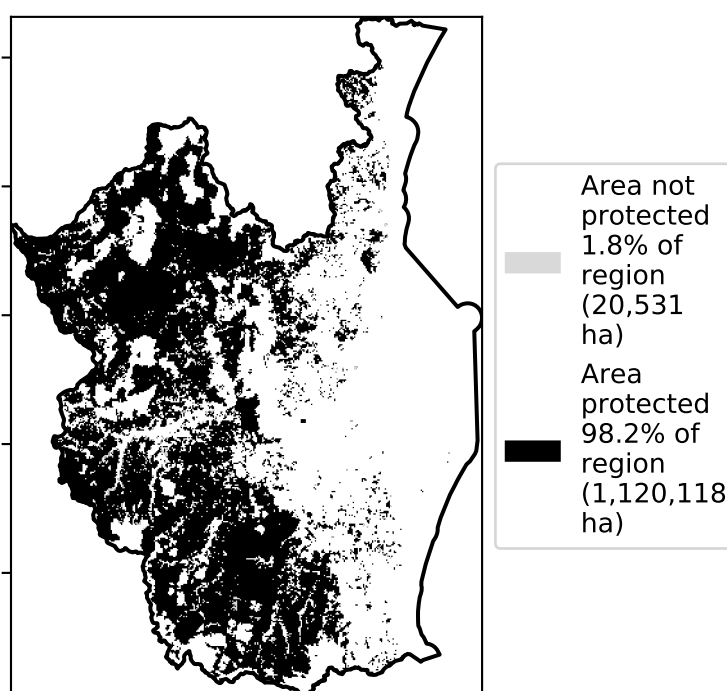 Area not
protected
1.8% of
region
(20,531
ha)
Area
protected
98.2% of
region
(1,120,118
ha)